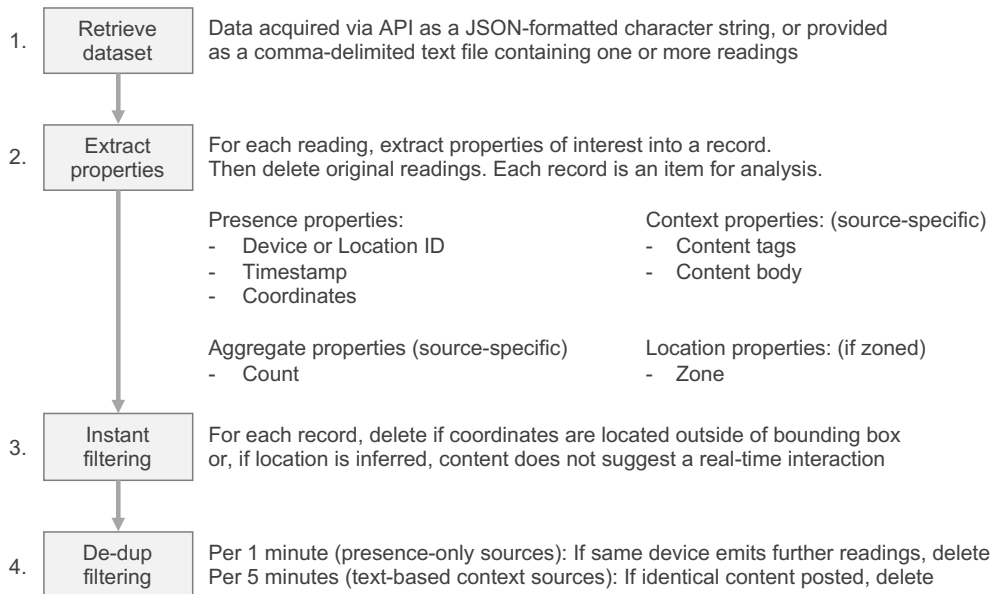 1.
Retrieve
dataset
Data acquired via API as a JSON-formatted character string, or provided
as a comma-delimited text file containing one or more readings
2.
Extract
properties
For each reading, extract properties of interest into a record.
Then delete original readings. Each record is an item for analysis.
Presence properties:
- Device or Location ID
- Timestamp
- Coordinates
Context properties: (source-specific)
- Content tags
- Content body
Aggregate properties (source-specific)
- Count
Location properties: (if zoned)
- Zone
3.
Instant
filtering
For each record, delete if coordinates are located outside of bounding box
or, if location is inferred, content does not suggest a real-time interaction
4.
De-dup
filtering
Per 1 minute (presence-only sources): If same device emits further readings, delete
Per 5 minutes (text-based context sources): If identical content posted, delete